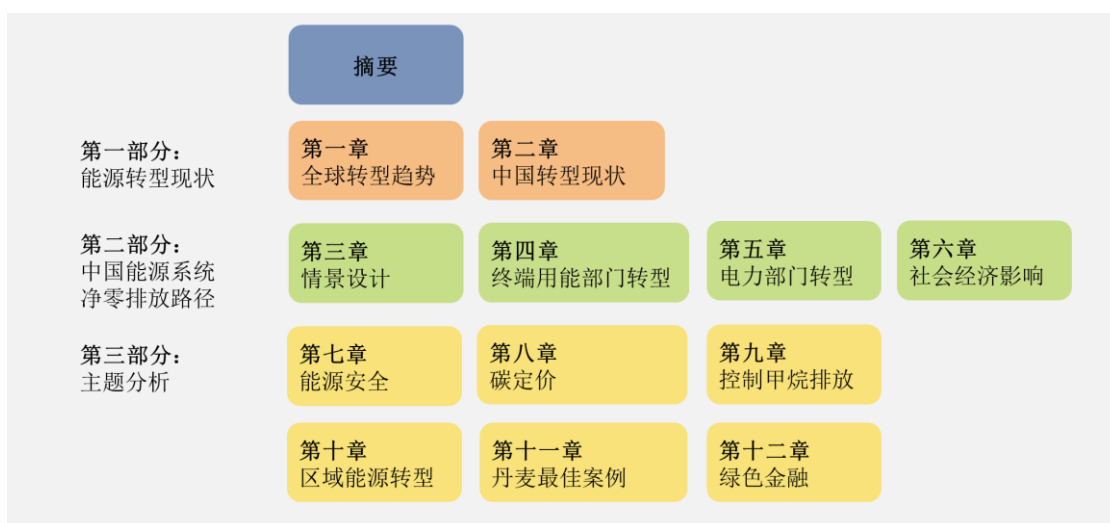 摘要
第一部分：
能源转型现状
第一章
全球转型趋势
第二章
中国转型现状
第二部分：
中国能源系统
净零排放路径
第三章
情景设计
第四章
终端用能部门转型
第五章
电力部门转型
第六章
社会经济影响
第三部分：
主题分析
第七章
能源安全
第八章
碳定价
第九章
控制甲烷排放
第十章
区域能源转型
第十一章
丹麦最佳案例
第十二章
绿色金融